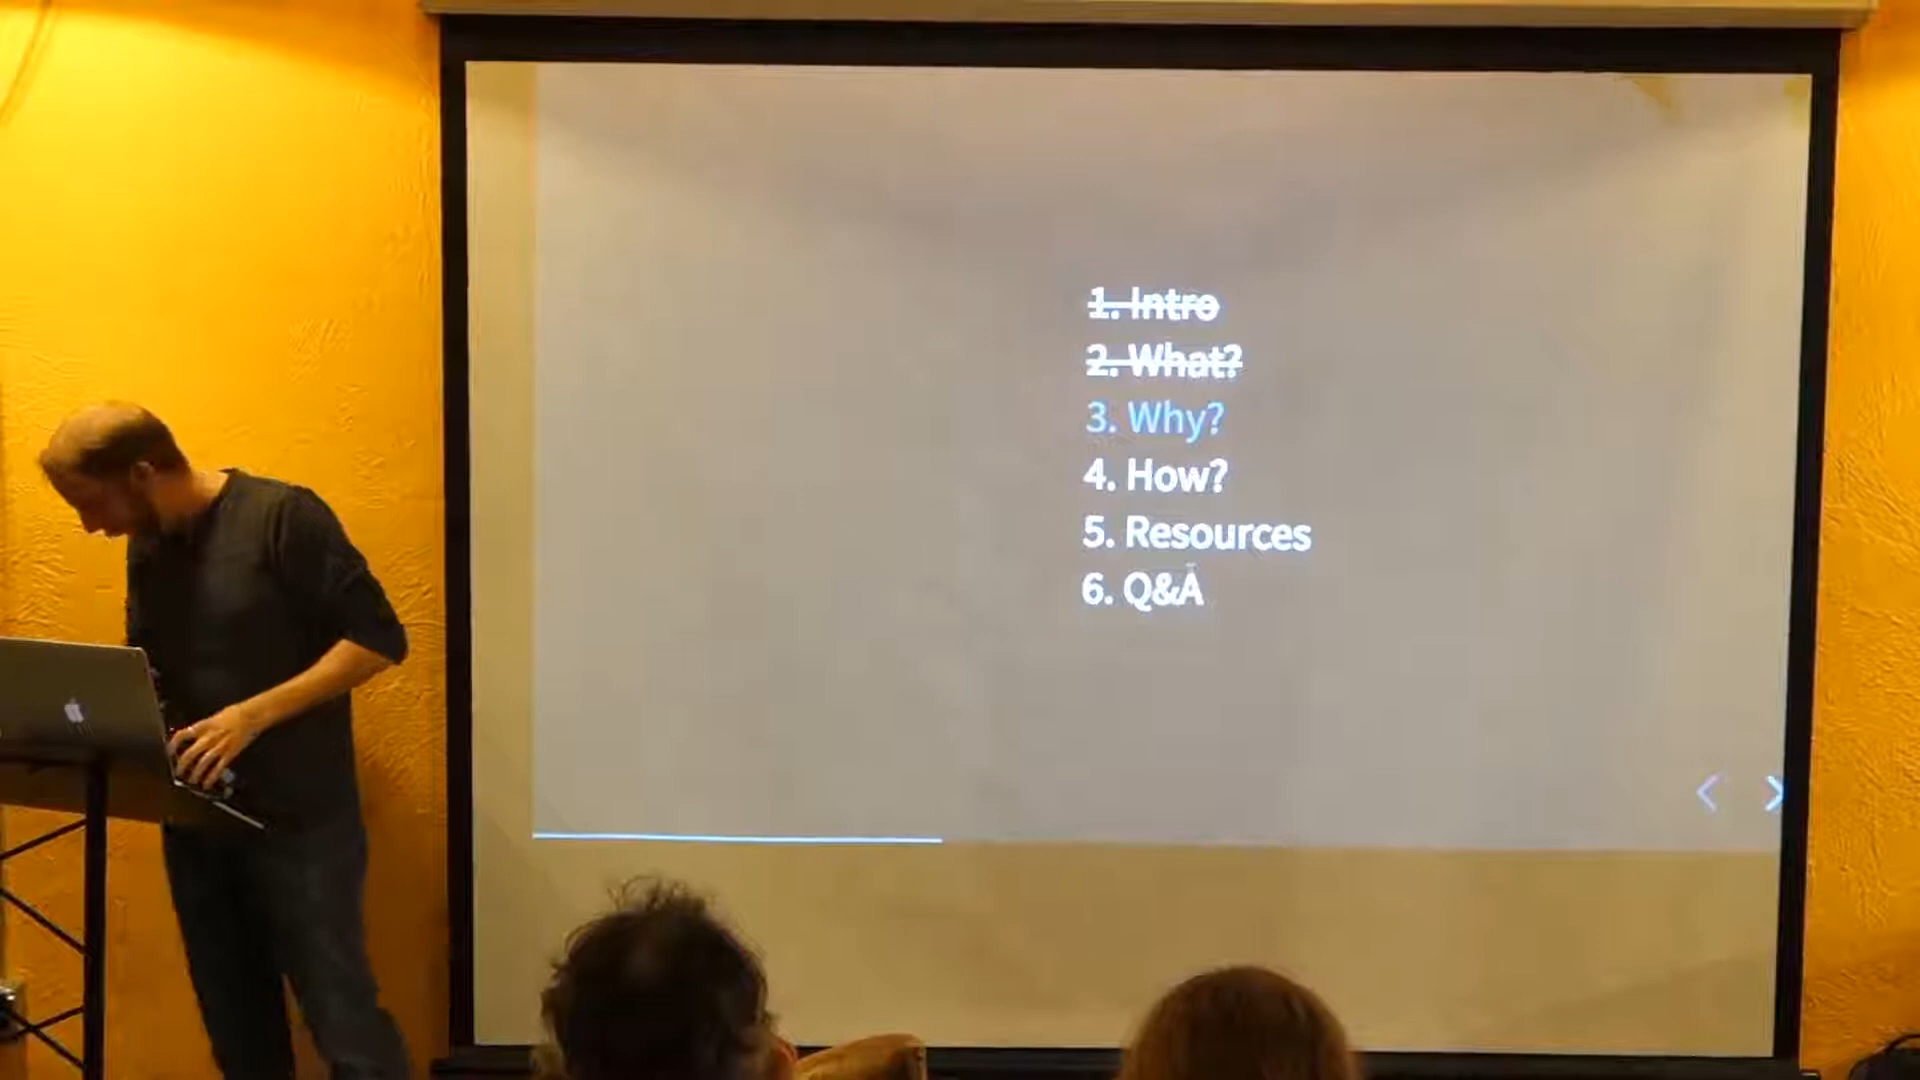 1. Intro
2. What?
3. Why?
4. How?
5. Resources
6. Q&A